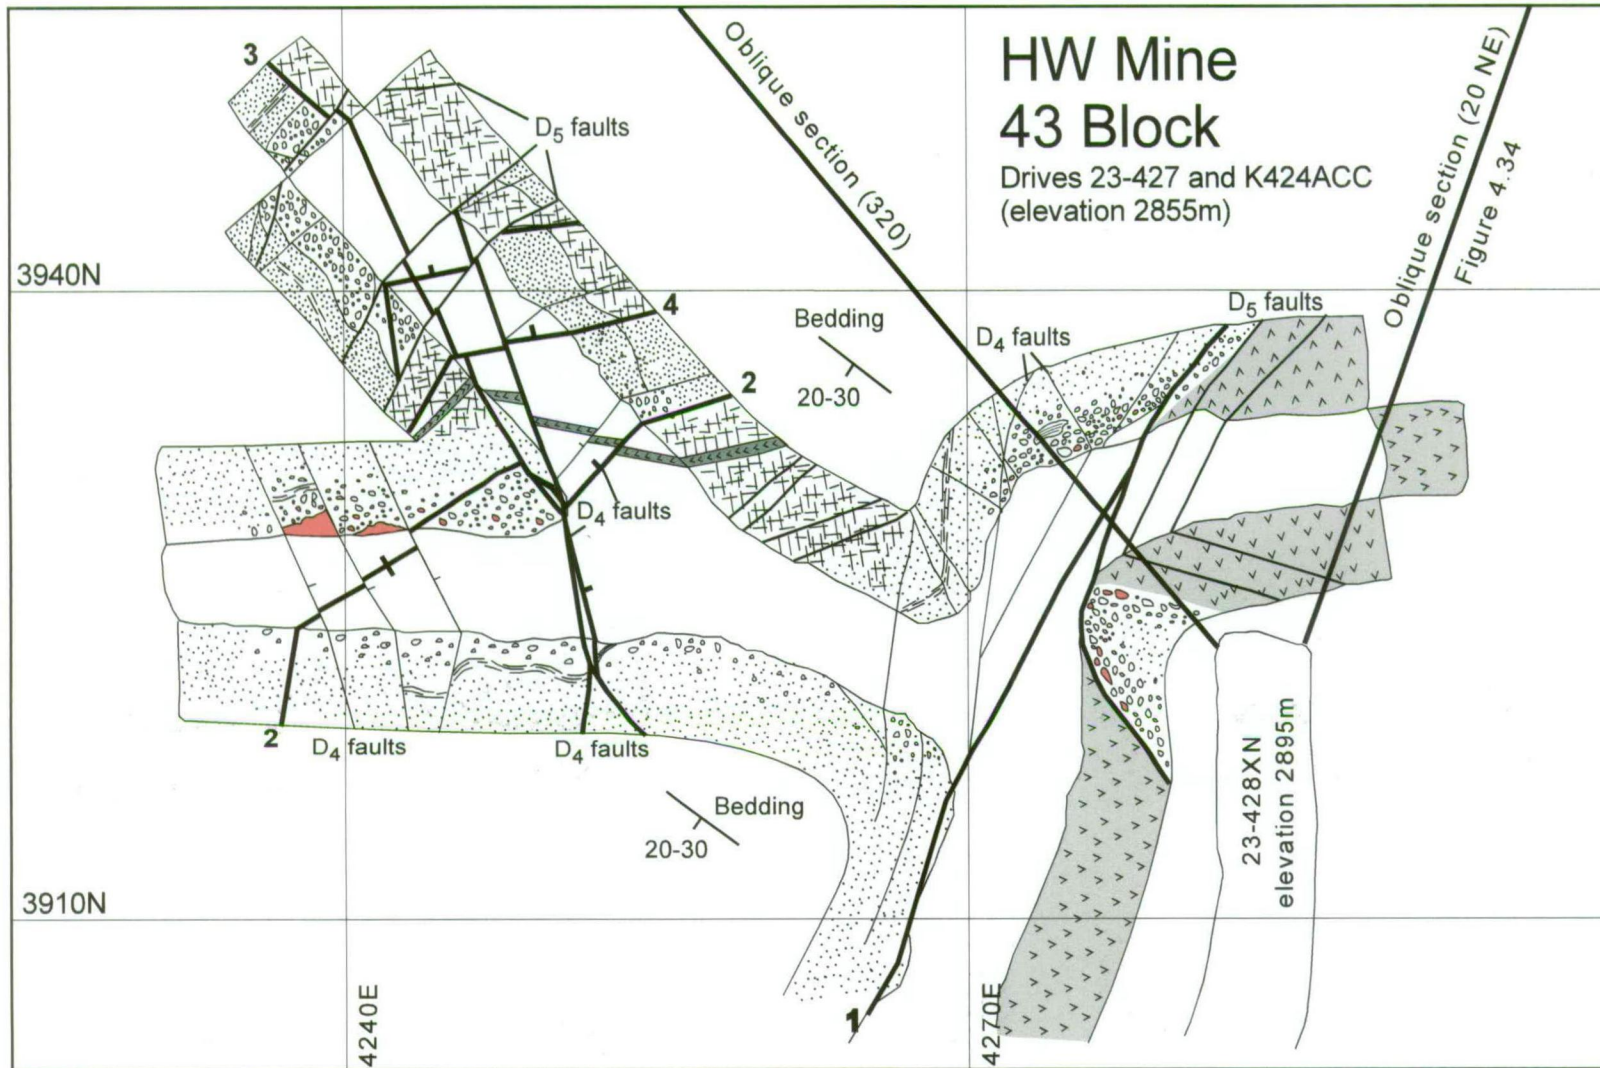 HW Mine
43 Block
Drives 23-427 and K424ACC
(elevation 2855m)
Oblique section (320)
Oblique section (20 NE)
Figure 4.34
3
D5 faults
3940N
4
Bedding
20-30
D4 faults
D5 faults
2
D4 faults
2
D4 faults
D4 faults
Bedding
20-30
23-428XN
elevation 2895m
3910N
4240E
1
4270E